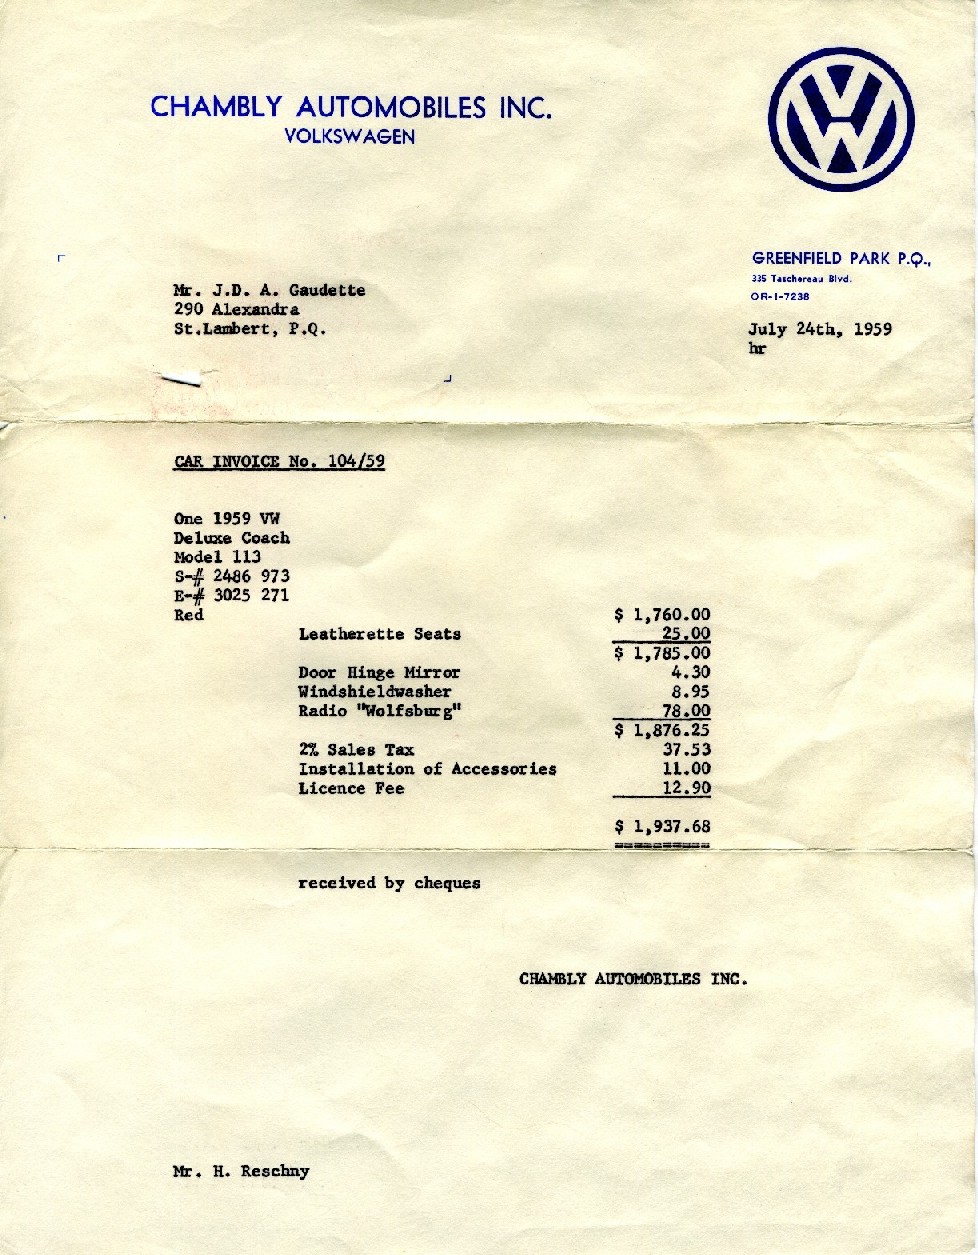 CHAMBLY AUTOMOBILES INC.
VOLKSWAGEN
VW
GREENFIELD PARK P.Q.,
335 Taschereau Blvd.
OR-1-7238
Mr. J.D. A. Gaudette
290 Alexandra
St.Lambert, P.Q.
July 24th, 1959
hr
CAR INVOICE No. 104/59
One 1959 VW
Deluxe Coach
Model 113
S-# 2486 973
E-# 3025 271
Red $ 1,760.00
Leatherette Seats 25.00
$ 1,785.00
Door Hinge Mirror 4.30
Windshieldwasher 8.95
Radio "Wolfsburg" 78.00
$ 1,876.25
2% Sales Tax 37.53
Installation of Accessories 11.00
Licence Fee 12.90
$ 1,937.68
==========
received by cheques
CHAMBLY AUTOMOBILES INC.
Mr. H. Reschny